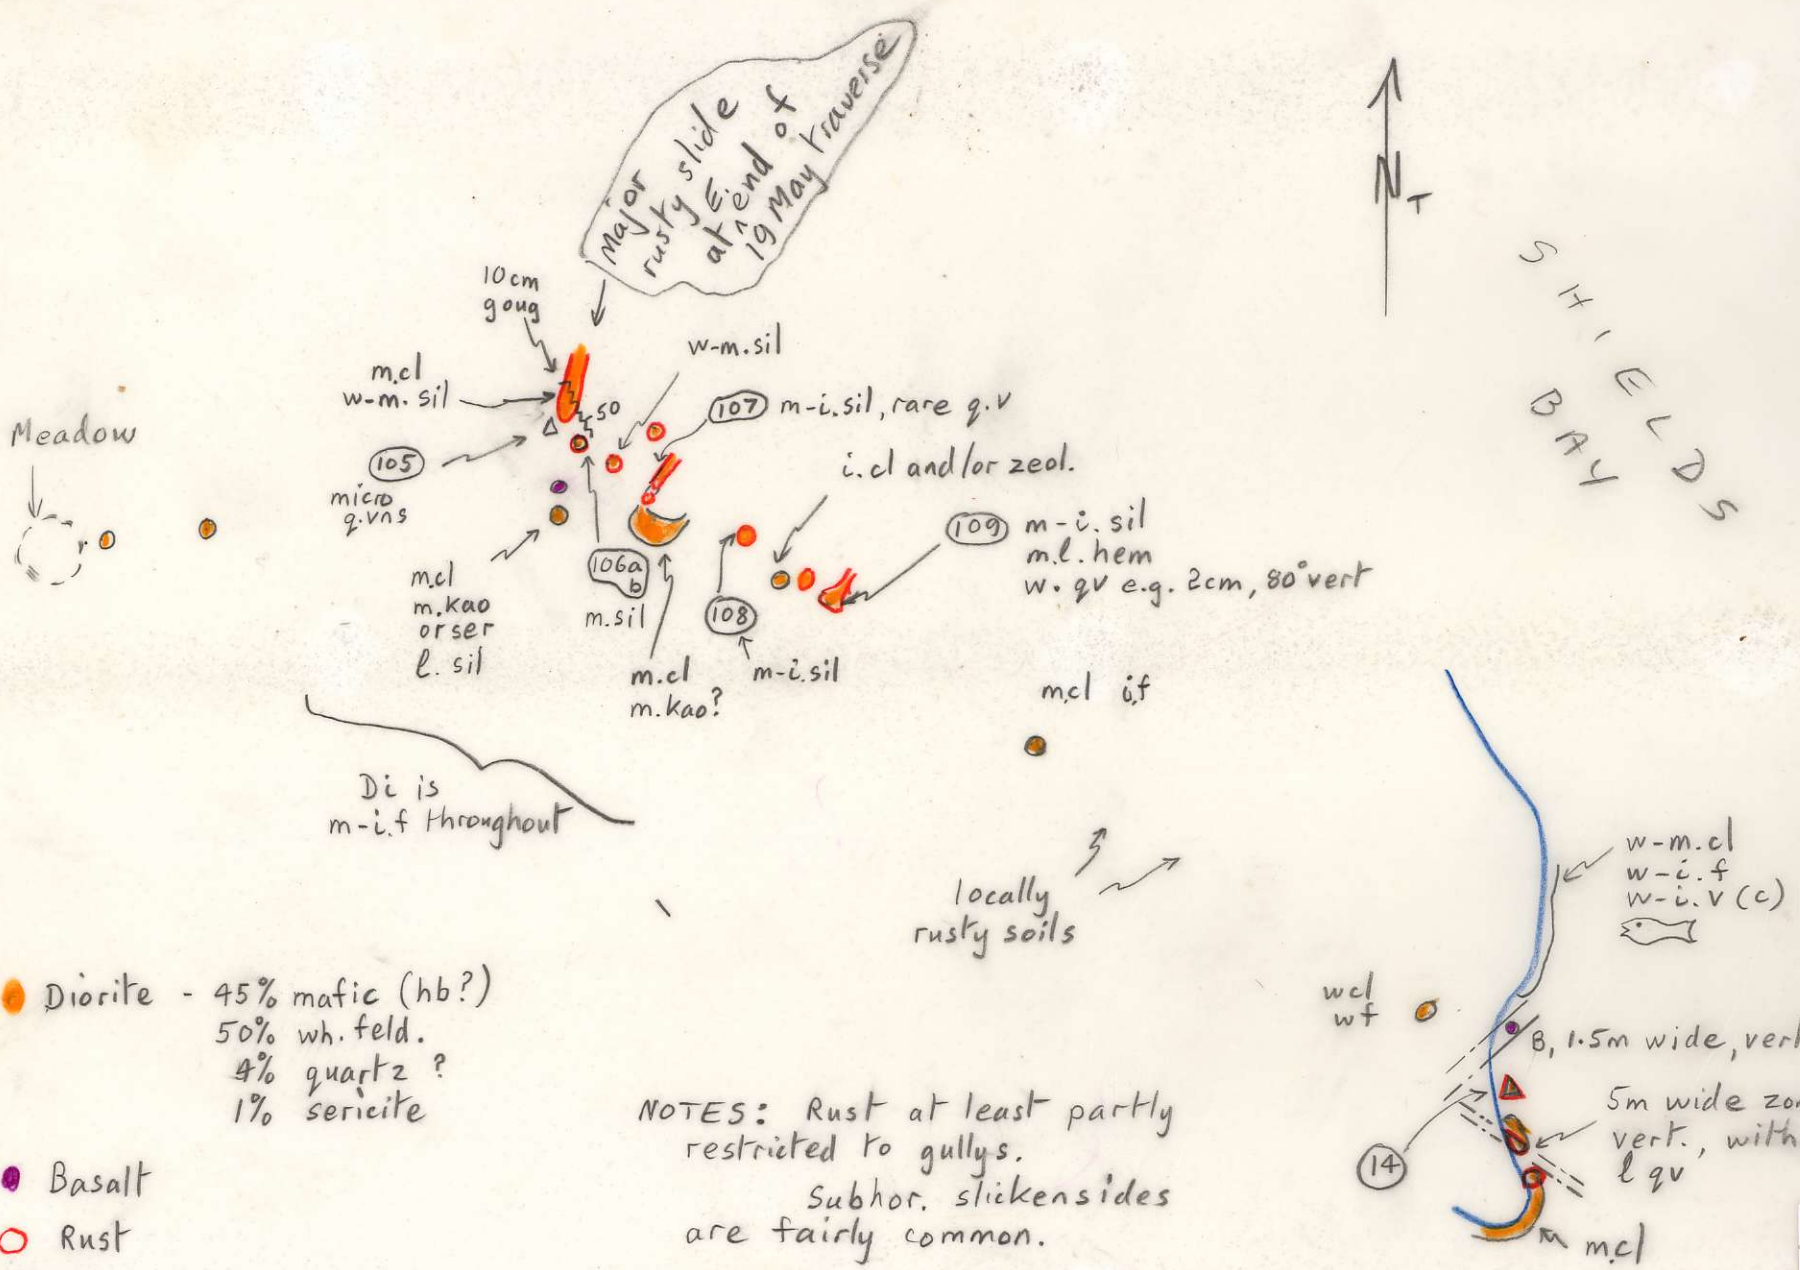 Major
rusty slide
at E. end of
19 May traverse
N T
SHIELDS
BAY
10cm
goug
w-m.sil
m.cl
w-m.sil
50
107 m-i.sil, rare q.v
Meadow
105
micro
q.vns
i.cl and/or zeol.
109 m-i.sil
m.l.hem
w. qv e.g. 2cm, 80° vert
m.cl
m.kao
or ser
l. sil
106a
b
m.sil
108
m-i.sil
m.cl
m.kao?
m.cl i.f
Di is
m-i.f throughout
w-m.cl
w-i.f
w-i.v (c)
locally
rusty soils
Diorite - 45% mafic (hb?)
50% wh. feld.
4% quartz ?
1% sericite
Basalt
Rust
wcl
wf
B, 1.5m wide, vert
5m wide
vert., with
l qv
14
m.cl
NOTES: Rust at least partly
restricted to gullys.
Subhor. slickensides
are fairly common.